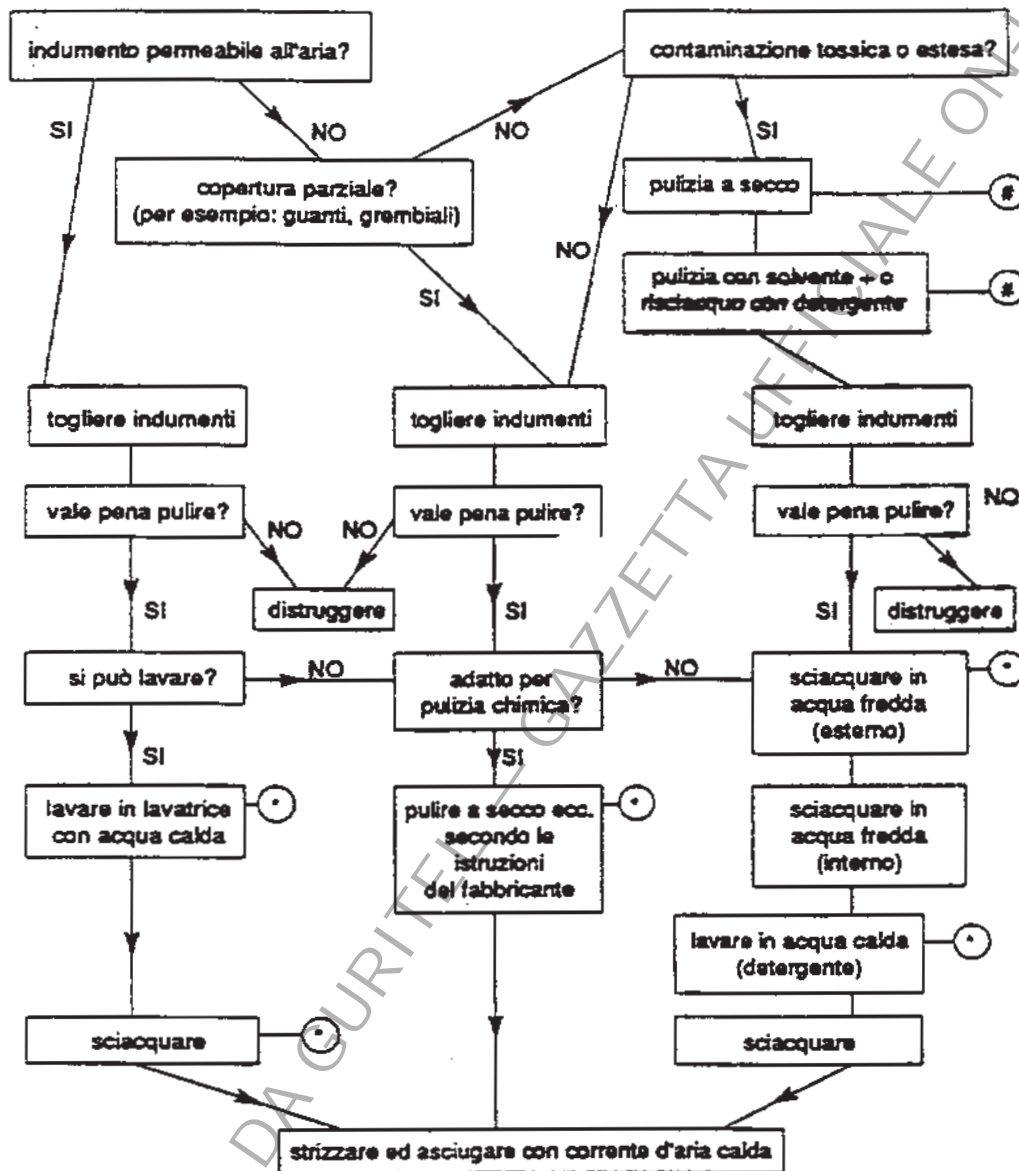 indumento permeabile all'aria?
contaminazione tossica o estesa?
SI
NO
NO
SI
copertura parziale?
(per esempio: guanti, grembiali)
pulizia a secco
#
NO
SI
pulizia con solvente + o
risciacquo con detergente
#
togliere indumenti
togliere indumenti
togliere indumenti
vale pena pulire?
NO
NO
vale pena pulire?
vale pena pulire?
NO
SI
distruggere
SI
SI
distruggere
si può lavare?
NO
adatto per
pulizia chimica?
NO
sciacquare in
acqua fredda
(esterno)
*
SI
SI
lavare in lavatrice
con acqua calda
*
pulire a secco ecc.
secondo le
istruzioni
del fabbricante
*
sciacquare in
acqua fredda
(interno)
lavare in acqua calda
(detergente)
*
sciacquare
*
sciacquare
strizzare ed asciugare con corrente d'aria calda
DA GURITEL — GAZZETTA UFFICIALE